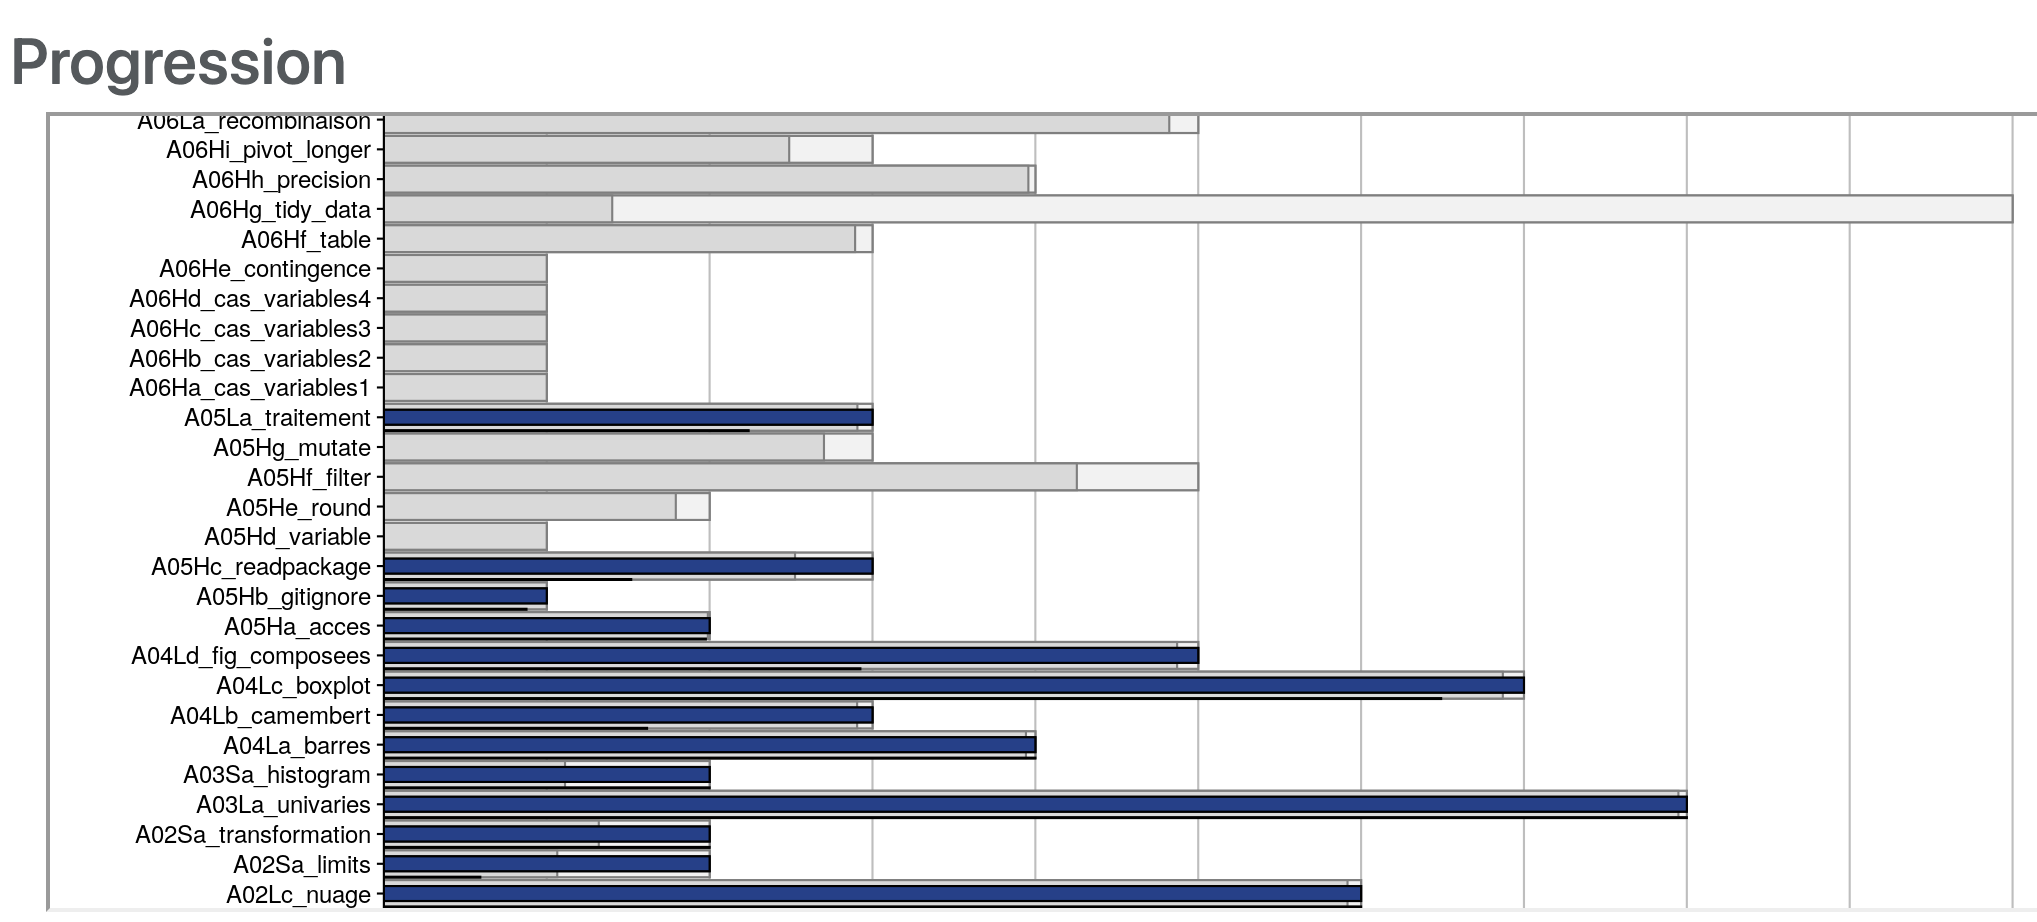 Progression
A06La_recombinaison
A06Hi_pivot_longer
A06Hh_precision
A06Hg_tidy_data
A06Hf_table
A06He_contingence
A06Hd_cas_variables4
A06Hc_cas_variables3
A06Hb_cas_variables2
A06Ha_cas_variables1
A05La_traitement
A05Hg_mutate
A05Hf_filter
A05He_round
A05Hd_variable
A05Hc_readpackage
A05Hb_gitignore
A05Ha_acces
A04Ld_fig_composees
A04Lc_boxplot
A04Lb_camembert
A04La_barres
A03Sa_histogram
A03La_univaries
A02Sa_transformation
A02Sa_limits
A02Lc_nuage